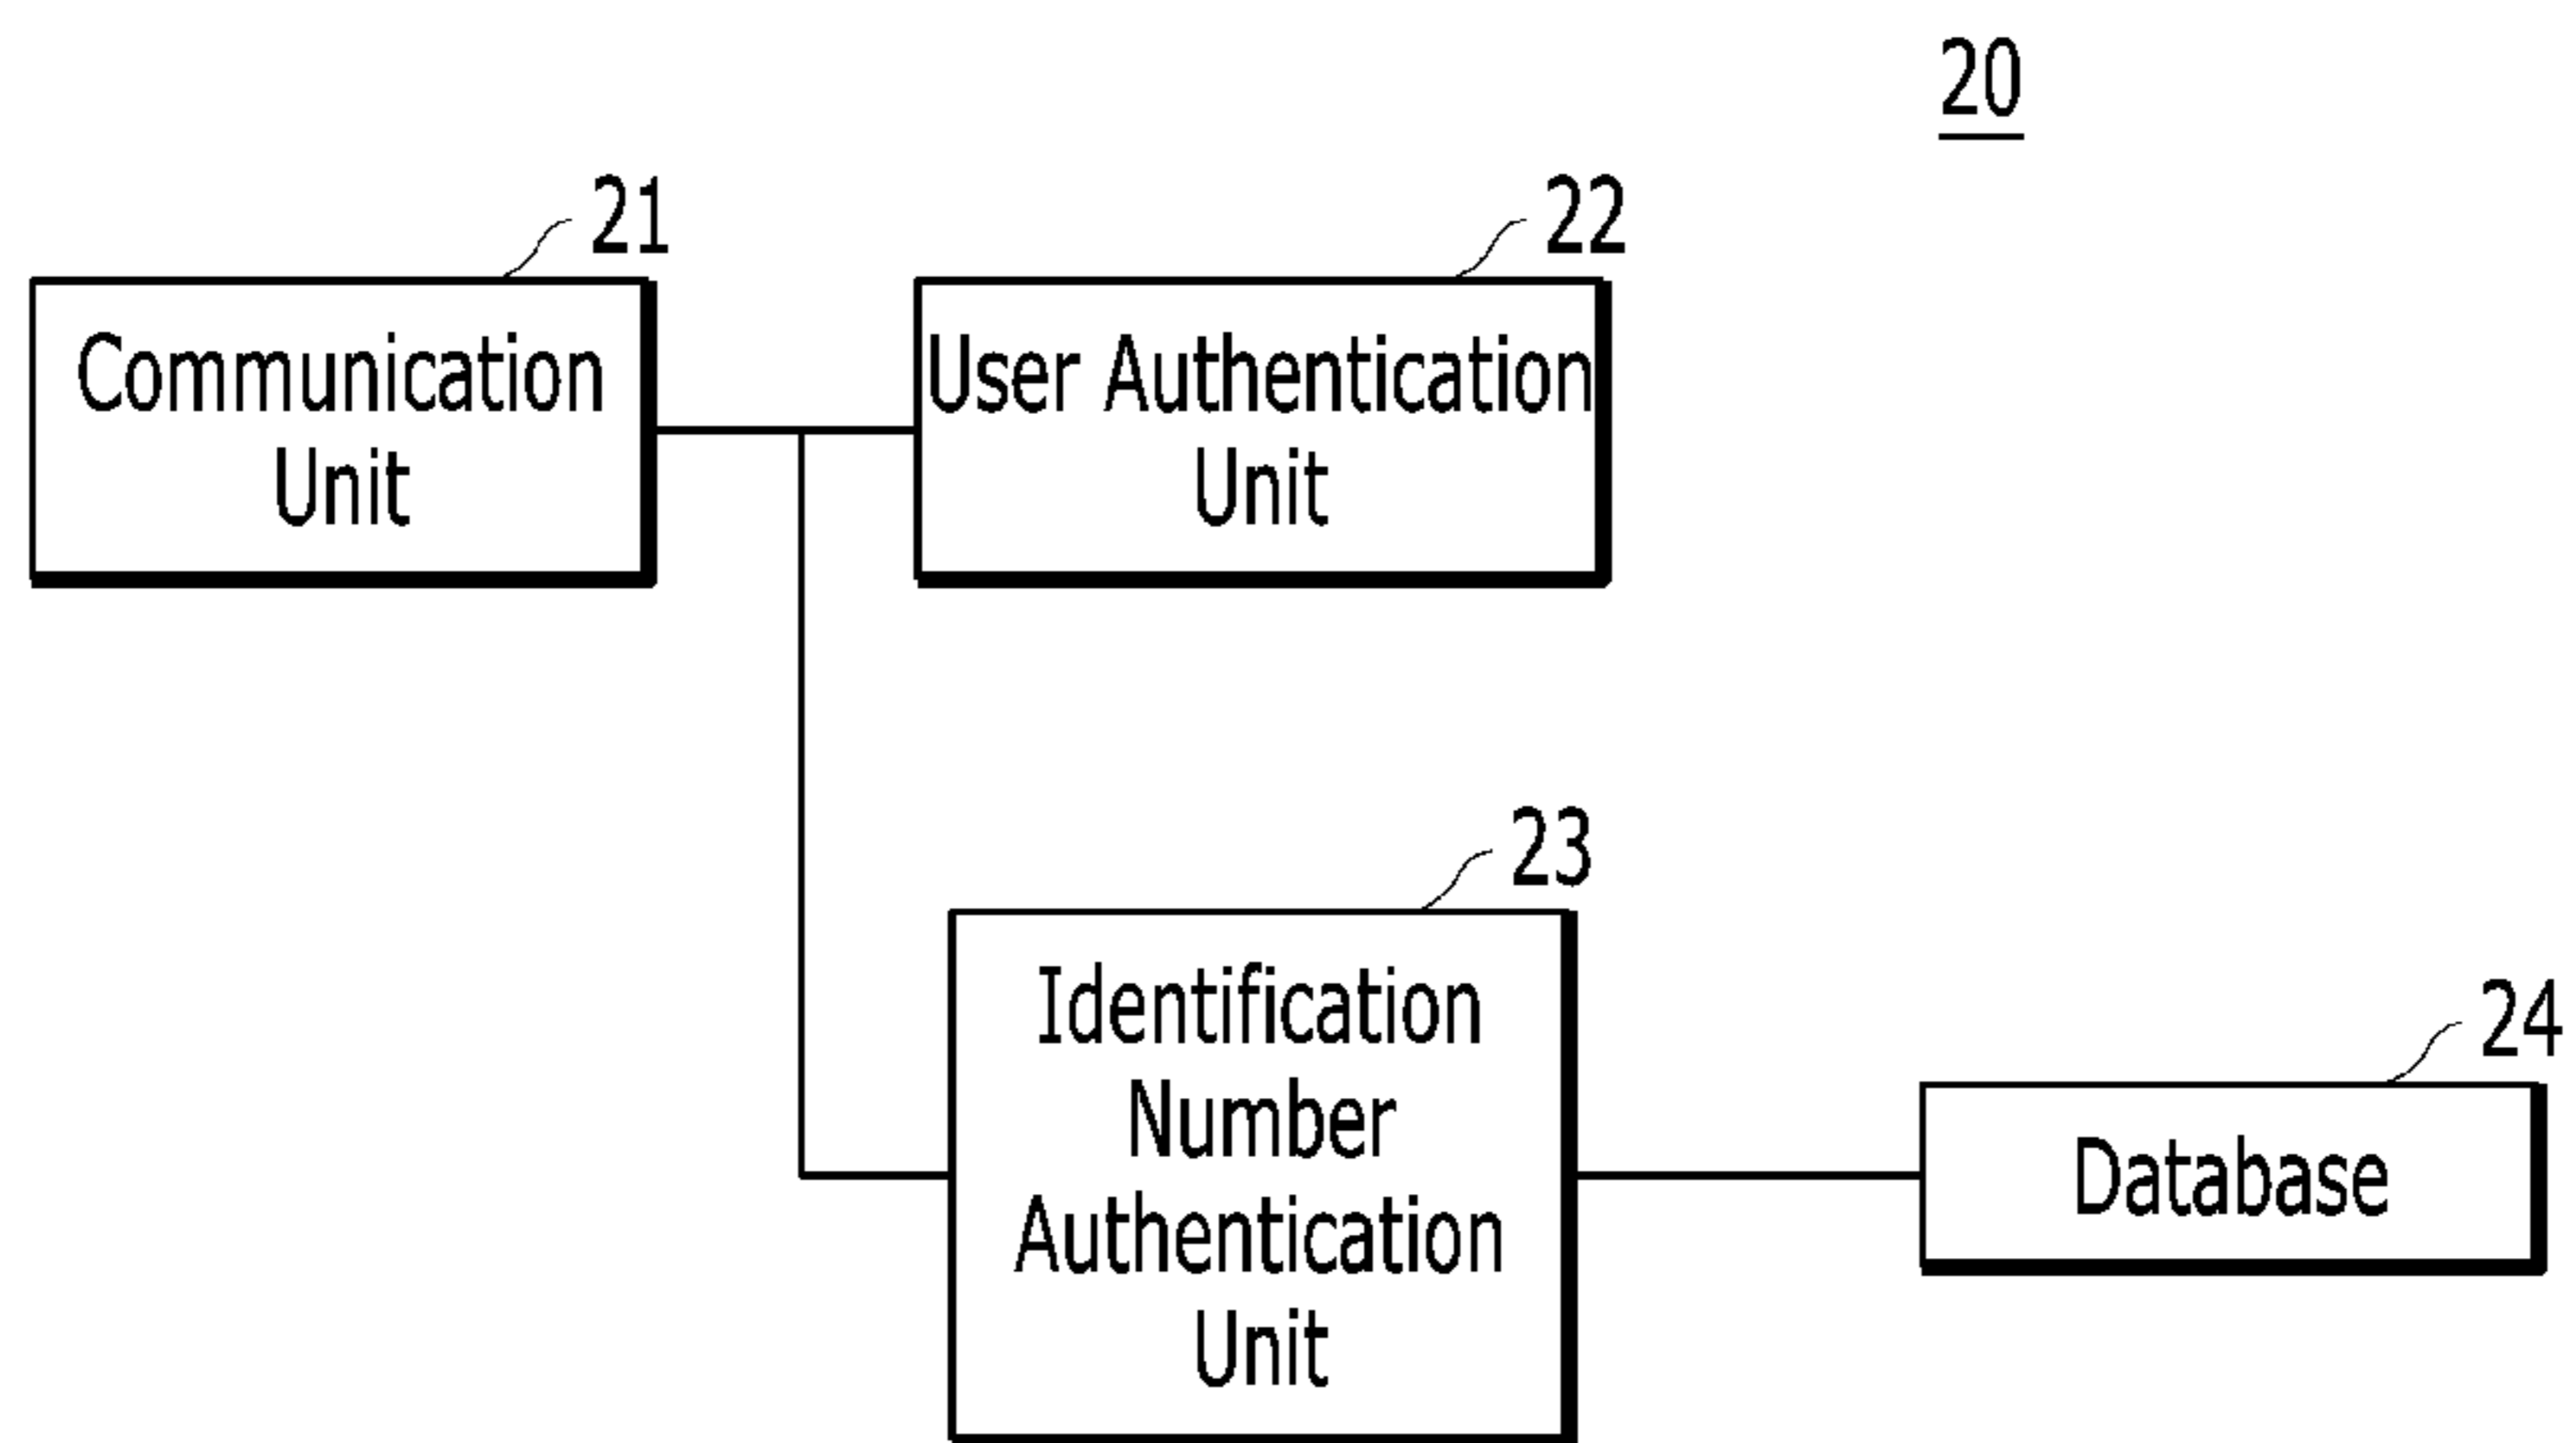 20
21
22
Communication
Unit
User Authentication
Unit
23
Identification
Number
Authentication
Unit
24
Database